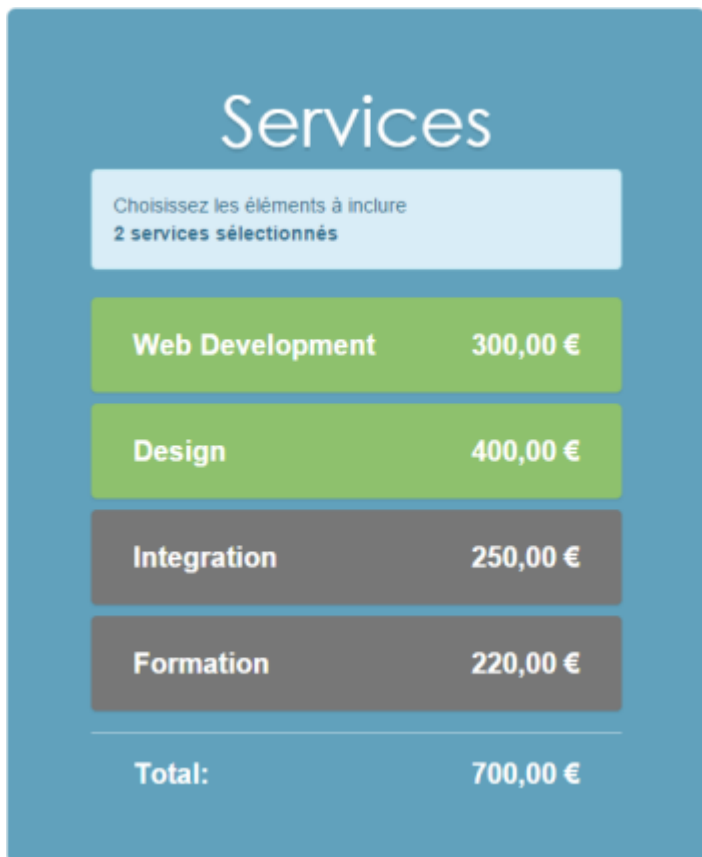 Services
Choisissez les éléments à inclure
2 services sélectionnés
Web Development 300,00 €
Design 400,00 €
Integration 250,00 €
Formation 220,00 €
Total: 700,00 €